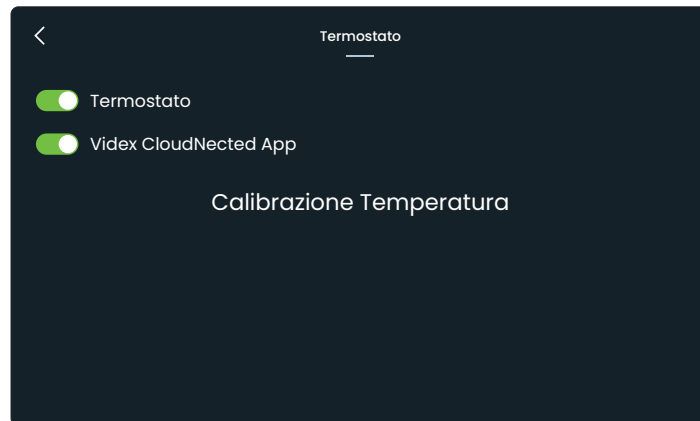 Termostato
Termostato
Videx CloudNected App
Calibrazione Temperatura